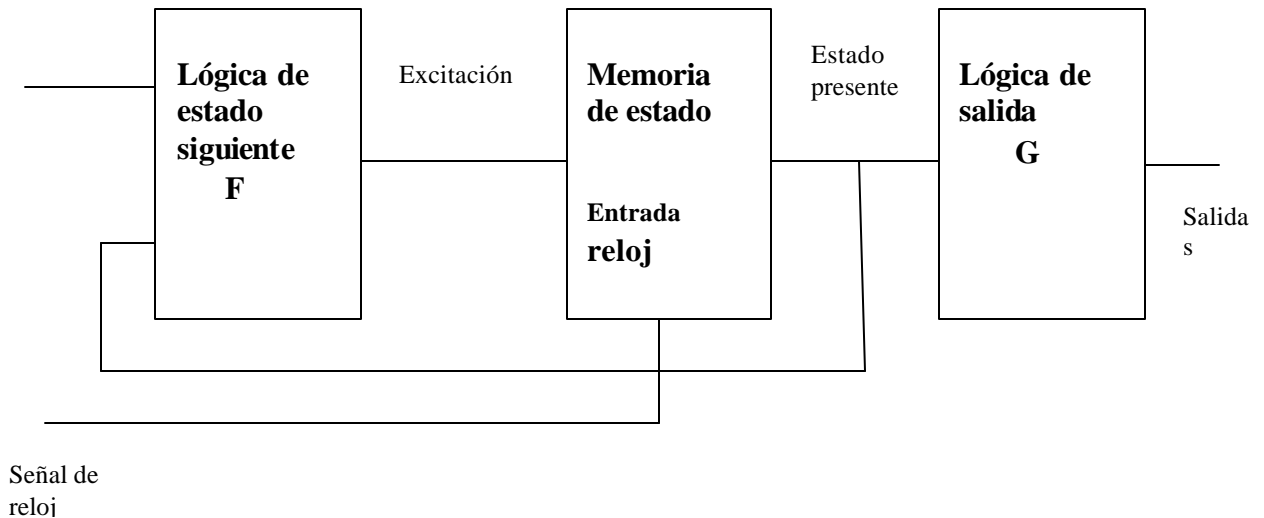 Lógica de
estado
siguiente
F
Excitación
Memoria
de estado
Entrada
reloj
Estado
presente
Lógica de
salida
G
Salida
s
Señal de
reloj